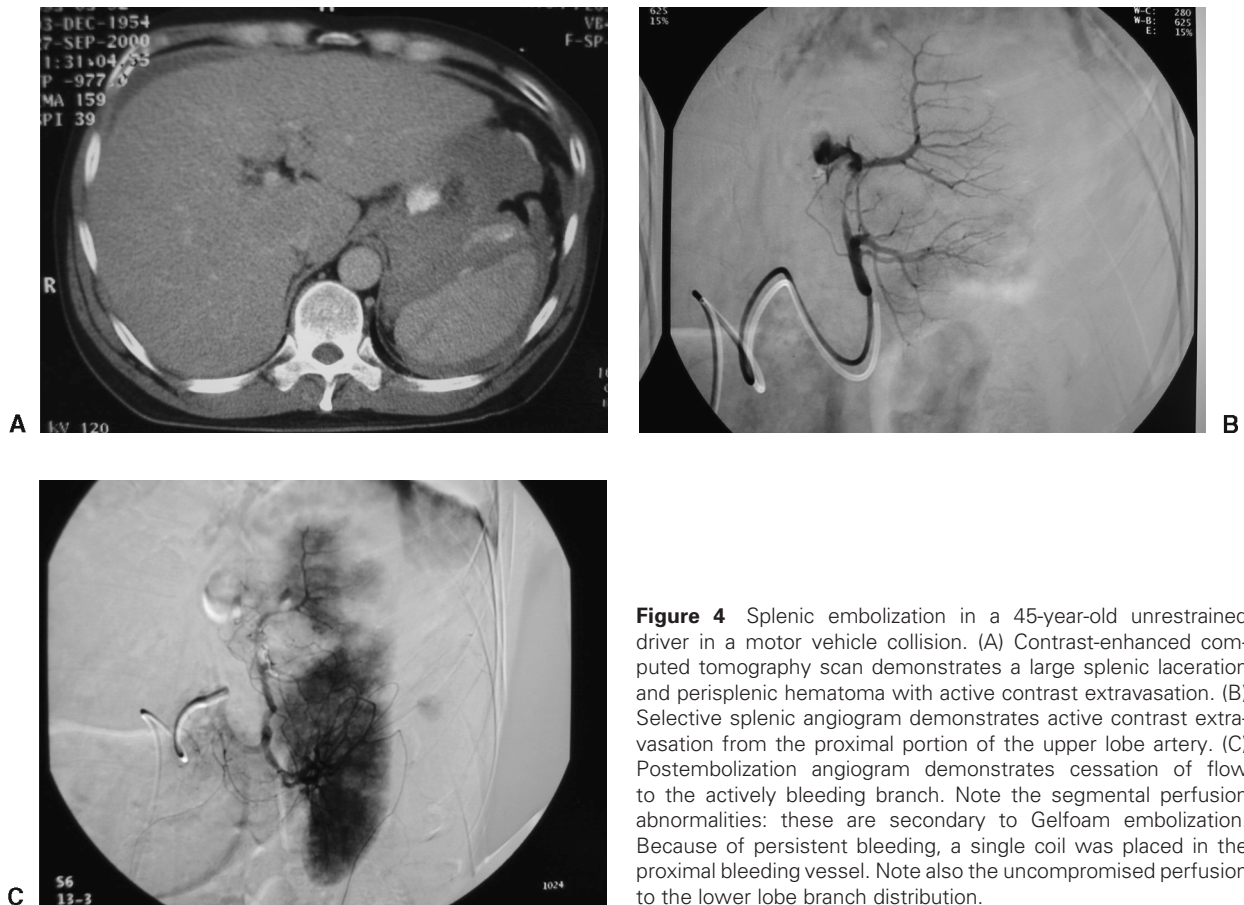 3-DEC-1954
7-SEP-2000
1:31:04.35
MA 159
SPI 39
VB
F-SP-
R
kV 120
A
625
15%
W-C: 280
W-B: 625
E: 15%
B
S6
13-3
1024
C
Figure 4 Splenic embolization in a 45-year-old unrestrained
driver in a motor vehicle collision. (A) Contrast-enhanced com-
puted tomography scan demonstrates a large splenic laceration
and perisplenic hematoma with active contrast extravasation. (B)
Selective splenic angiogram demonstrates active contrast extra-
vasation from the proximal portion of the upper lobe artery. (C)
Postembolization angiogram demonstrates cessation of flow
to the actively bleeding branch. Note the segmental perfusion
abnormalities: these are secondary to Gelfoam embolization.
Because of persistent bleeding, a single coil was placed in the
proximal bleeding vessel. Note also the uncompromised perfusion
to the lower lobe branch distribution.